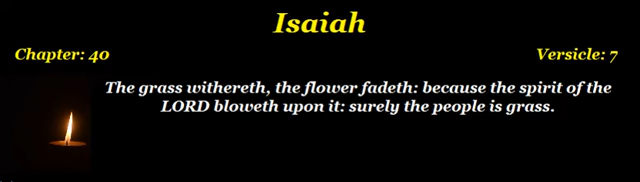 Isaiah
Chapter: 40
Versicle: 7
The grass withereth, the flower fadeth: because the spirit of the
LORD bloweth upon it: surely the people is grass.